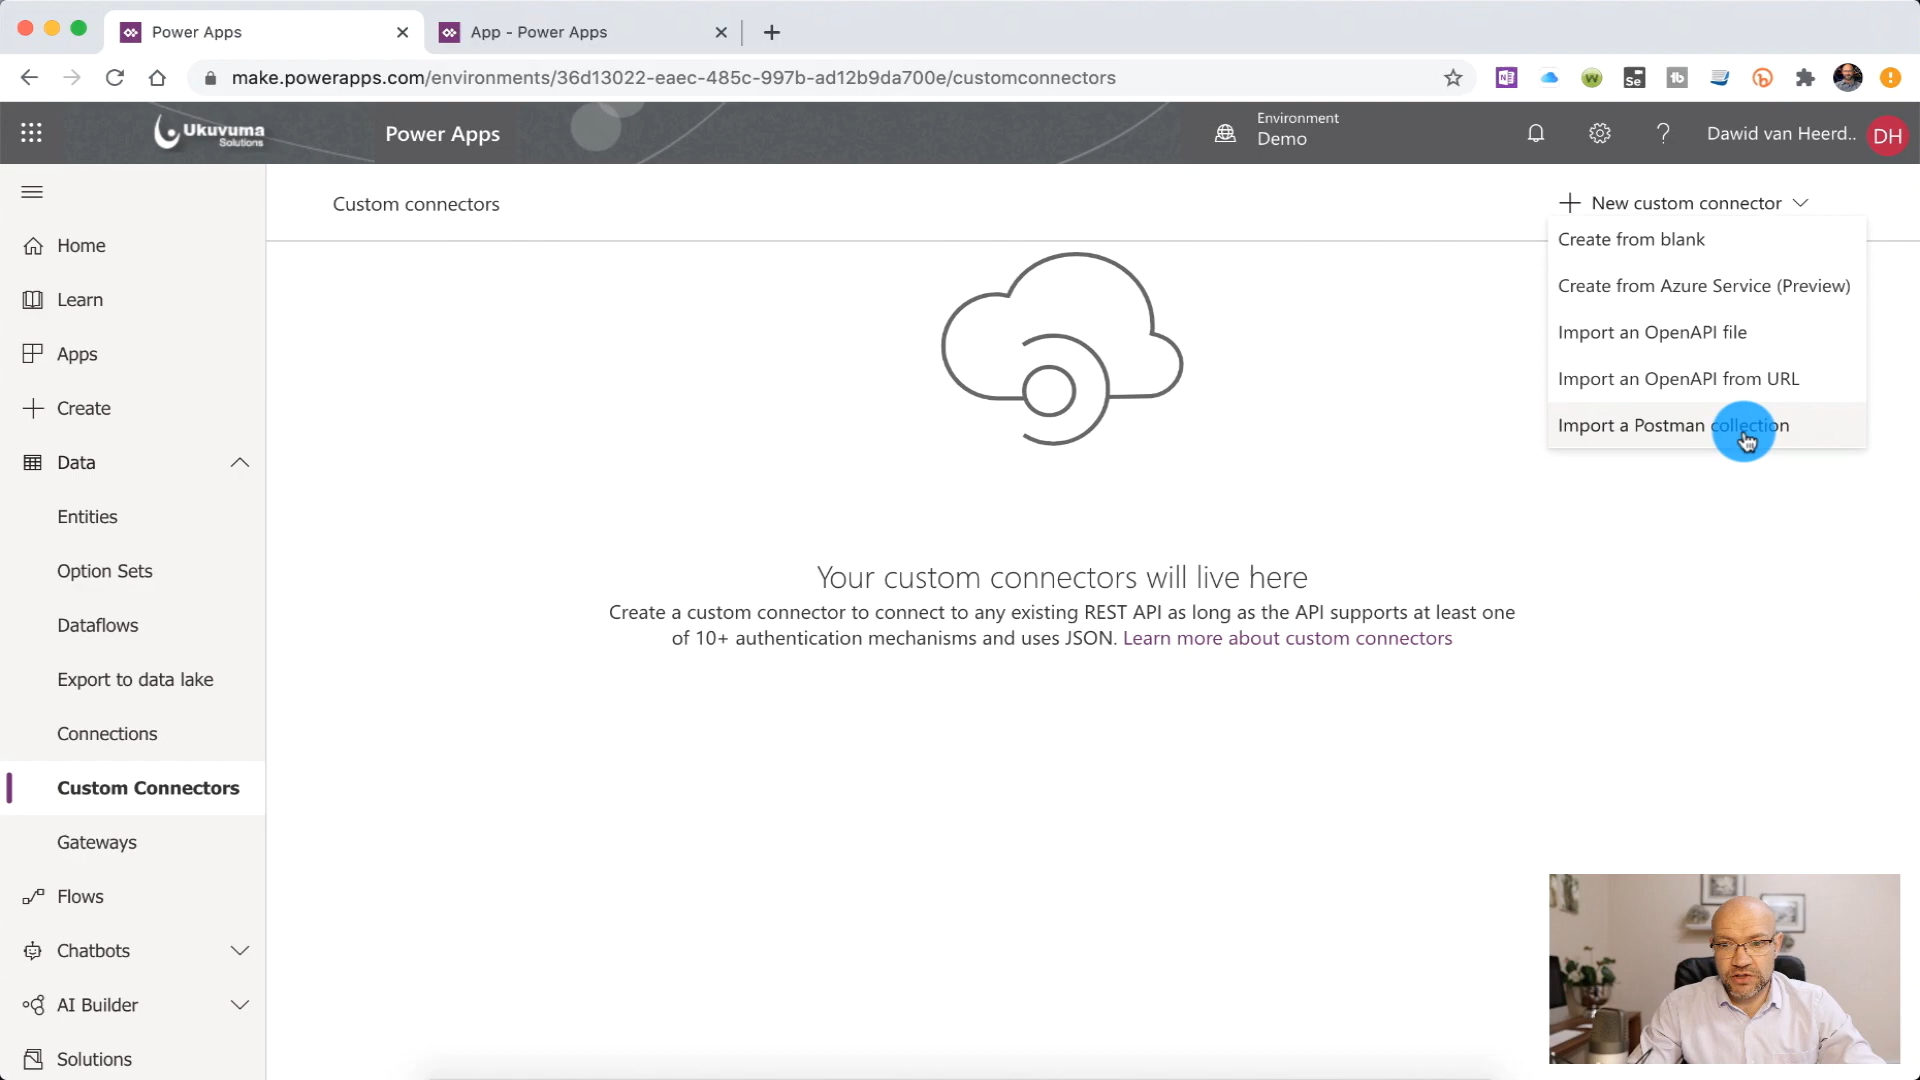 Power Apps
App - Power Apps
make.powerapps.com/environments/36d13022-eaec-485c-997b-ad12b9da700e/customconnectors
Ukuvuma
Solutions
Power Apps
Environment
Demo
Dawid van Heerd..
DH
Home
Learn
Apps
Create
Data
Entities
Option Sets
Dataflows
Export to data lake
Connections
Custom Connectors
Gateways
Flows
Chatbots
AI Builder
Solutions
Custom connectors
New custom connector
Create from blank
Create from Azure Service (Preview)
Import an OpenAPI file
Import an OpenAPI from URL
Import a Postman collection
Your custom connectors will live here
Create a custom connector to connect to any existing REST API as long as the API supports at least one
of 10+ authentication mechanisms and uses JSON. Learn more about custom connectors